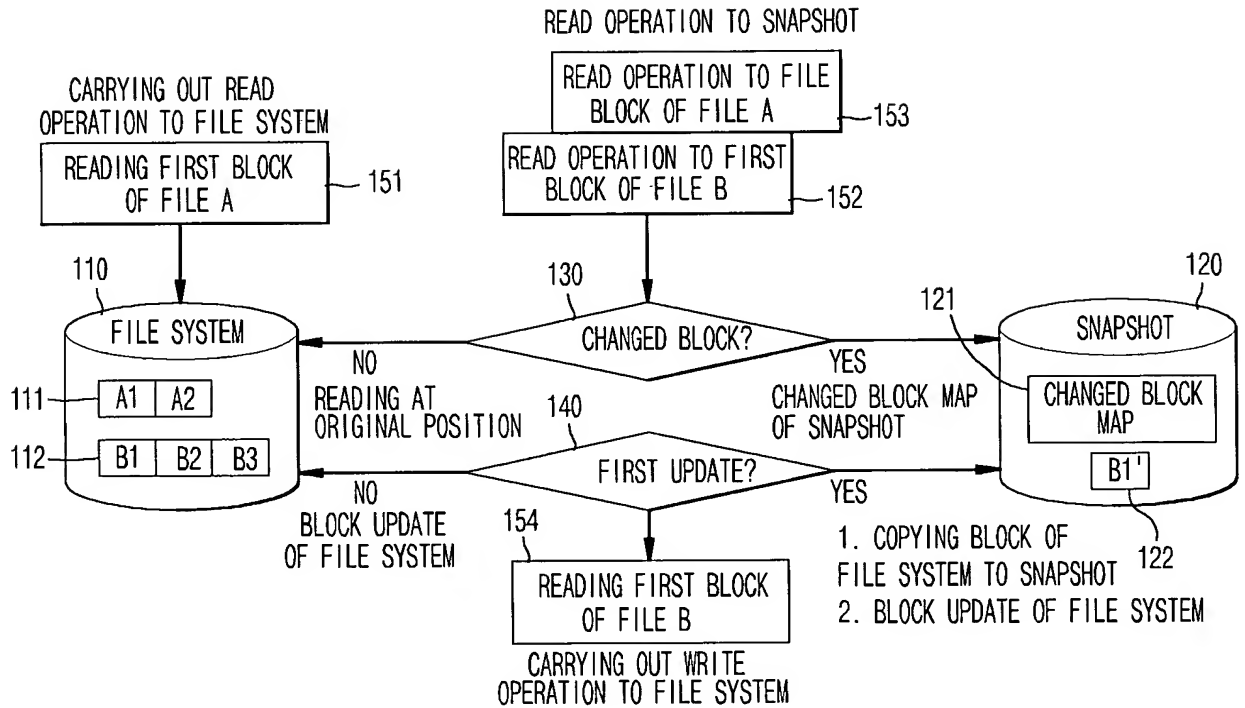 READ OPERATION TO SNAPSHOT
READ OPERATION TO FILE
BLOCK OF FILE A
153
CARRYING OUT READ
OPERATION TO FILE SYSTEM
READING FIRST BLOCK
OF FILE A
151
READ OPERATION TO FIRST
BLOCK OF FILE B
152
110
FILE SYSTEM
111
A1 A2
112
B1 B2 B3
130
CHANGED BLOCK?
NO
READING AT
ORIGINAL POSITION
YES
CHANGED BLOCK MAP
OF SNAPSHOT
120
SNAPSHOT
121
CHANGED BLOCK
MAP
B1'
122
140
FIRST UPDATE?
NO
BLOCK UPDATE
OF FILE SYSTEM
YES
1. COPYING BLOCK OF
FILE SYSTEM TO SNAPSHOT
2. BLOCK UPDATE OF FILE SYSTEM
154
READING FIRST BLOCK
OF FILE B
CARRYING OUT WRITE
OPERATION TO FILE SYSTEM